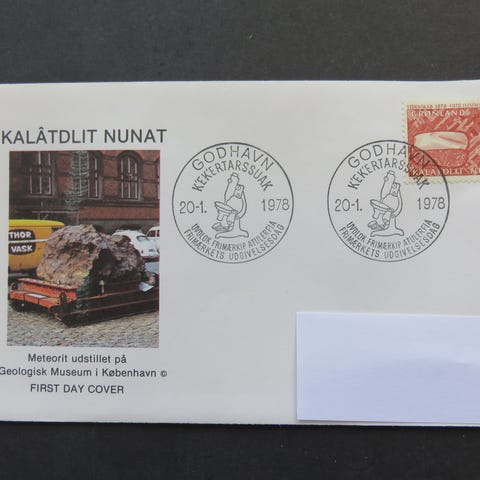 KALÂTDLIT NUNAT
THOR
VASK
Meteorit udstillet på
Geologisk Museum i København ©
FIRST DAY COVER
GODHAVN
KEKERTARSSUAK
20-1. 1978
FRIMÆRKETS UDGIVELSESDAG
GODHAVN
KEKERTARSSUAK
20-1. 1978
FRIMÆRKETS UDGIVELSESDAG
GRØNLAND